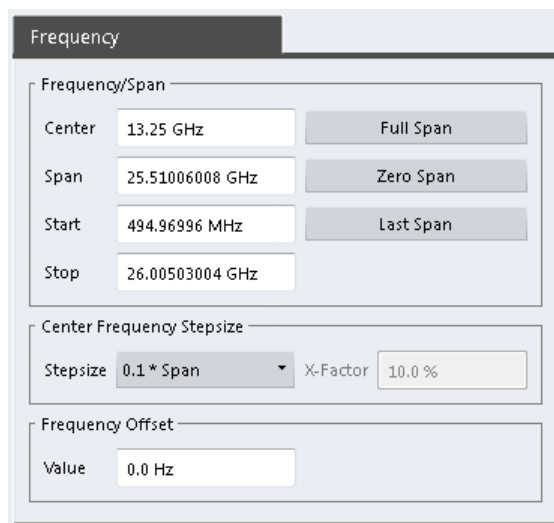 Frequency
Frequency/Span
Center 13.25 GHz Full Span
Span 25.51006008 GHz Zero Span
Start 494.96996 MHz Last Span
Stop 26.00503004 GHz
Center Frequency Stepsize
Stepsize 0.1 * Span X-Factor 10.0 %
Frequency Offset
Value 0.0 Hz